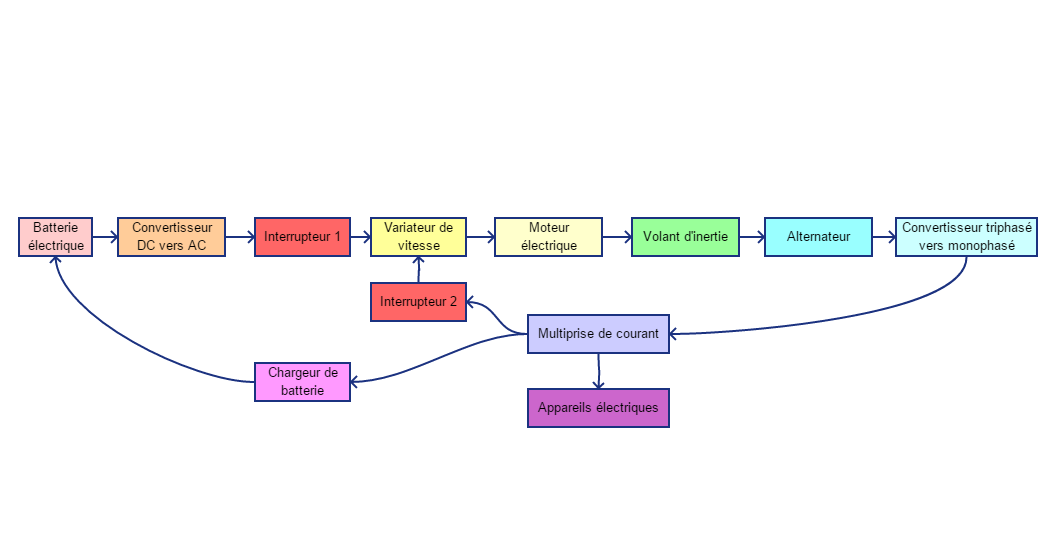 Batterie
électrique
Convertisseur
DC vers AC
Interrupteur 1
Variateur de
vitesse
Moteur
électrique
Volant d'inertie
Alternateur
Convertisseur triphasé
vers monophasé
Interrupteur 2
Multiprise de courant
Chargeur de
batterie
Appareils électriques